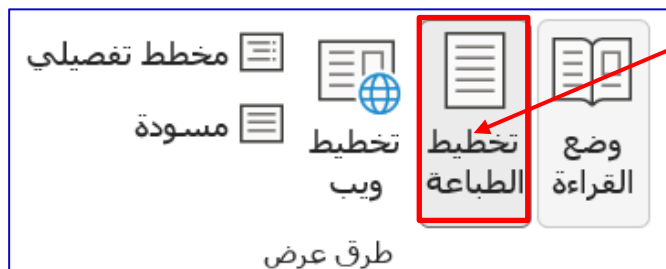 وضع
القراءة
تخطيط
الطباعة
تخطيط
ويب
مخطط تفصيلي
مسودة
طرق عرض